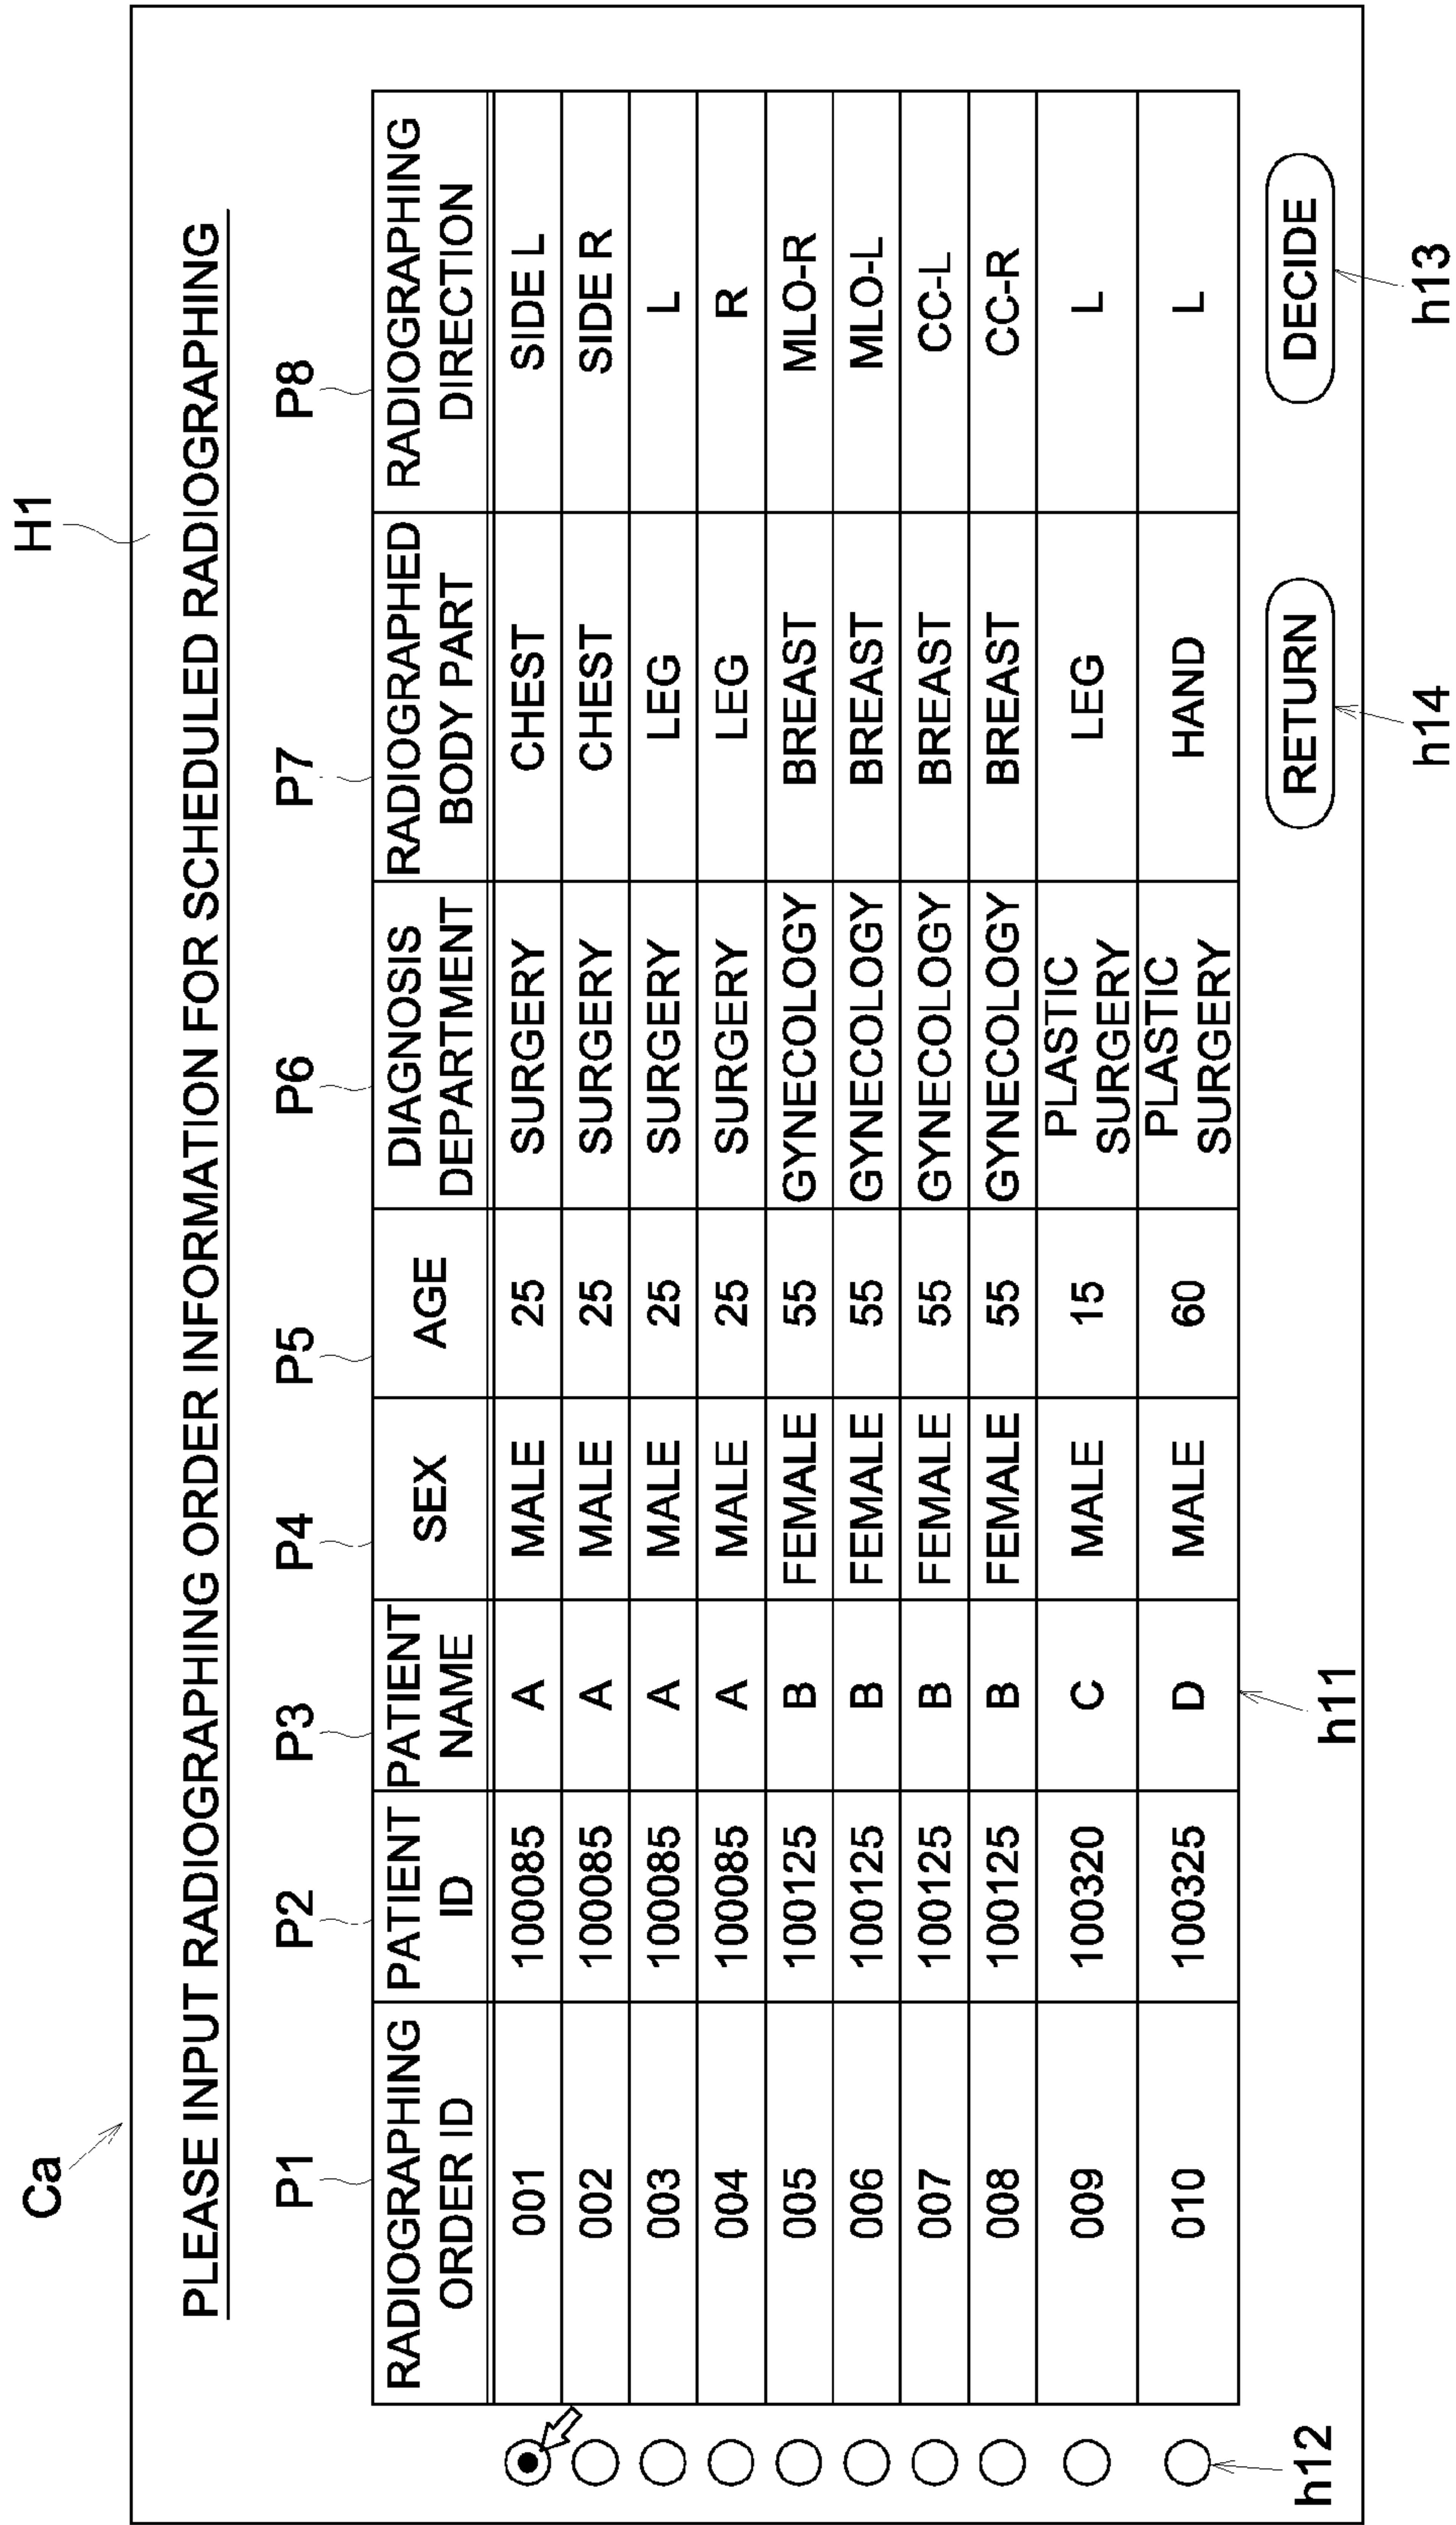 H1
Ca
PLEASE INPUT RADIOGRAPHING ORDER INFORMATION FOR SCHEDULED RADIOGRAPHING
P1 P2 P3 P4 P5 P6 P7 P8
RADIOGRAPHING ORDER ID PATIENT ID PATIENT NAME SEX AGE DIAGNOSIS DEPARTMENT RADIOGRAPHED BODY PART RADIOGRAPHING DIRECTION
001 100085 A MALE 25 SURGERY CHEST SIDE L
002 100085 A MALE 25 SURGERY CHEST SIDE R
003 100085 A MALE 25 SURGERY LEG L
004 100085 A MALE 25 SURGERY LEG R
005 100125 B FEMALE 55 GYNECOLOGY BREAST MLO-R
006 100125 B FEMALE 55 GYNECOLOGY BREAST MLO-L
007 100125 B FEMALE 55 GYNECOLOGY BREAST CC-L
008 100125 B FEMALE 55 GYNECOLOGY BREAST CC-R
009 100320 C MALE 15 PLASTIC SURGERY LEG L
010 100325 D MALE 60 PLASTIC SURGERY HAND L
RETURN DECIDE
h12 h11 h14 h13